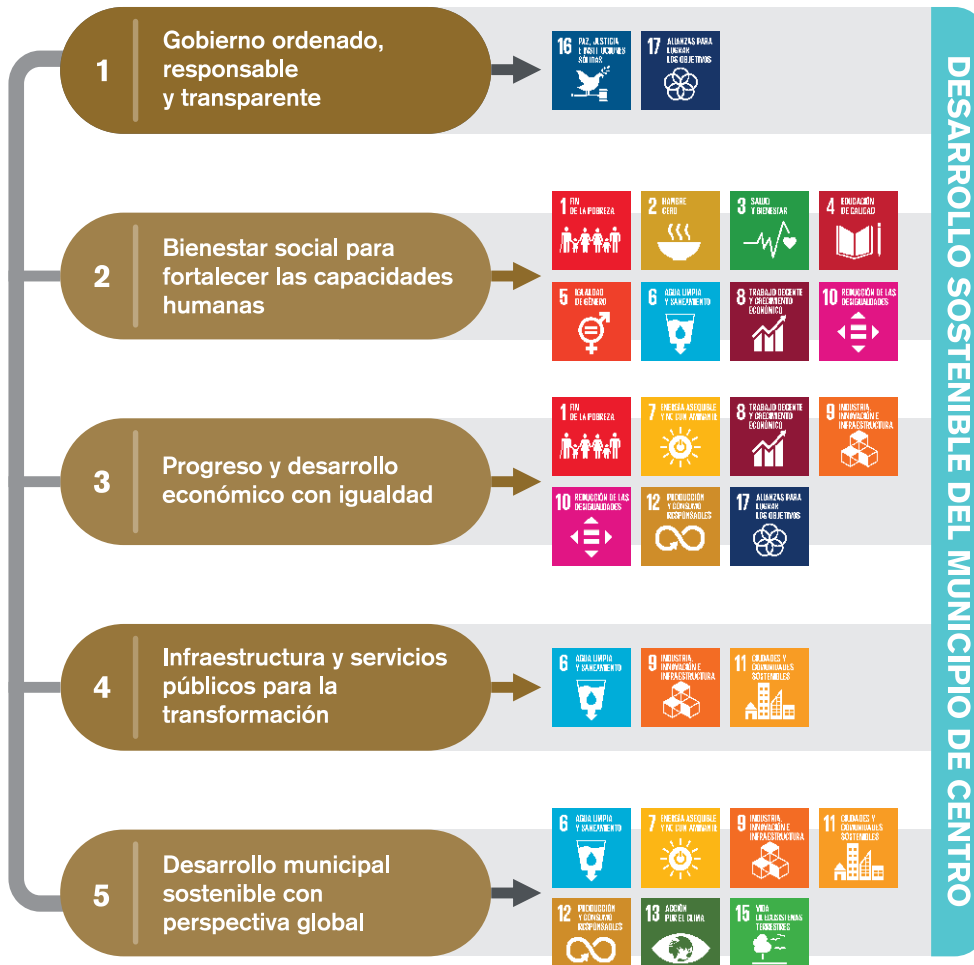 1
Gobierno ordenado,
responsable
y transparente
16 PAZ, JUSTICIA
E INSTITUCIONES
SÓLIDAS
17 ALIANZAS PARA
LOGRAR
LOS OBJETIVOS
2
Bienestar social para
fortalecer las capacidades
humanas
1 FIN
DE LA POBREZA
2 HAMBRE
CERO
3 SALUD
Y BIENESTAR
4 EDUCACIÓN
DE CALIDAD
5 IGUALDAD
DE GÉNERO
6 AGUA LIMPIA
Y SANEAMIENTO
8 TRABAJO DECENTE
Y CRECIMIENTO
ECONÓMICO
10 REDUCCIÓN DE LAS
DESIGUALDADES
3
Progreso y desarrollo
económico con igualdad
1 FIN
DE LA POBREZA
7 ENERGÍA ASEQUIBLE
Y NO CONTAMINANTE
8 TRABAJO DECENTE
Y CRECIMIENTO
ECONÓMICO
9 INDUSTRIA,
INNOVACIÓN E
INFRAESTRUCTURA
10 REDUCCIÓN DE LAS
DESIGUALDADES
12 PRODUCCIÓN
Y CONSUMO
RESPONSABLES
17 ALIANZAS PARA
LOGRAR
LOS OBJETIVOS
4
Infraestructura y servicios
públicos para la
transformación
6 AGUA LIMPIA
Y SANEAMIENTO
9 INDUSTRIA,
INNOVACIÓN E
INFRAESTRUCTURA
11 CIUDADES Y
COMUNIDADES
SOSTENIBLES
5
Desarrollo municipal
sostenible con
perspectiva global
6 AGUA LIMPIA
Y SANEAMIENTO
7 ENERGÍA ASEQUIBLE
Y NO CONTAMINANTE
9 INDUSTRIA,
INNOVACIÓN E
INFRAESTRUCTURA
11 CIUDADES Y
COMUNIDADES
SOSTENIBLES
12 PRODUCCIÓN
Y CONSUMO
RESPONSABLES
13 ACCIÓN
POR EL CLIMA
15 VIDA
DE ECOSISTEMAS
TERRESTRES
DESARROLLO SOSTENIBLE DEL MUNICIPIO DE CENTRO